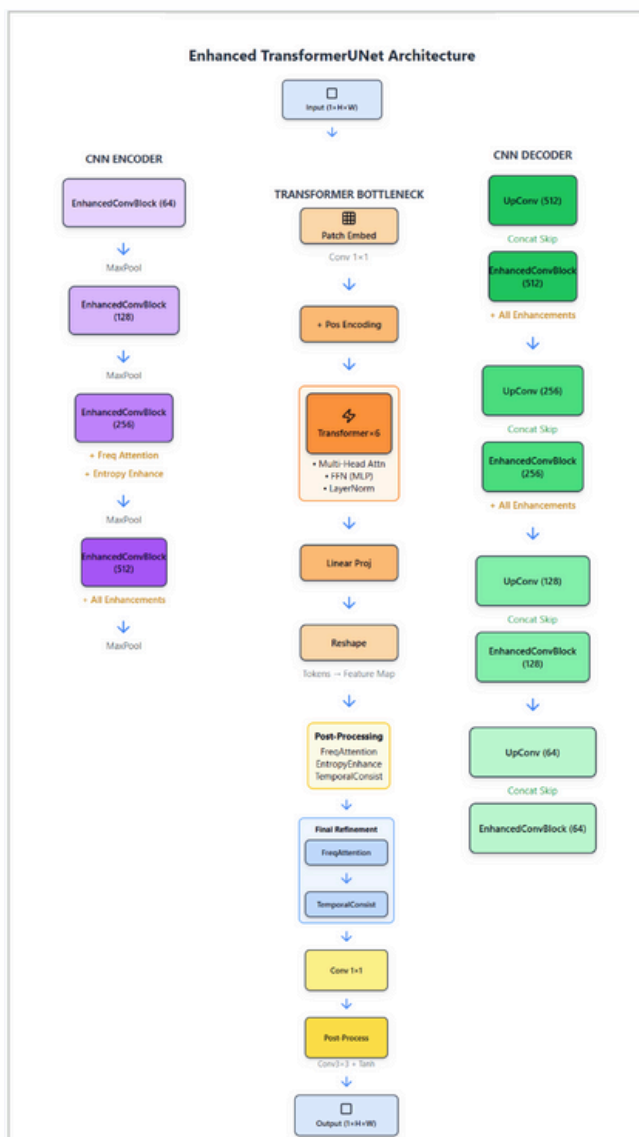 Enhanced TransformerUNet Architecture
Input (1×H×W)
CNN ENCODER
EnhancedConvBlock (64)
MaxPool
EnhancedConvBlock
(128)
MaxPool
EnhancedConvBlock
(256)
+ Freq Attention
+ Entropy Enhance
MaxPool
EnhancedConvBlock
(512)
+ All Enhancements
MaxPool
TRANSFORMER BOTTLENECK
Patch Embed
Conv 1×1
+ Pos Encoding
Transformer×6
• Multi-Head Attn
• FFN (MLP)
• LayerNorm
Linear Proj
Reshape
Tokens → Feature Map
Post-Processing
FreqAttention
EntropyEnhance
TemporalConsist
Final Refinement
FreqAttention
TemporalConsist
Conv 1×1
Post-Process
Conv3×3 + Tanh
Output (1×H×W)
CNN DECODER
UpConv (512)
Concat Skip
EnhancedConvBlock
(512)
+ All Enhancements
UpConv (256)
Concat Skip
EnhancedConvBlock
(256)
+ All Enhancements
UpConv (128)
Concat Skip
EnhancedConvBlock
(128)
UpConv (64)
Concat Skip
EnhancedConvBlock (64)